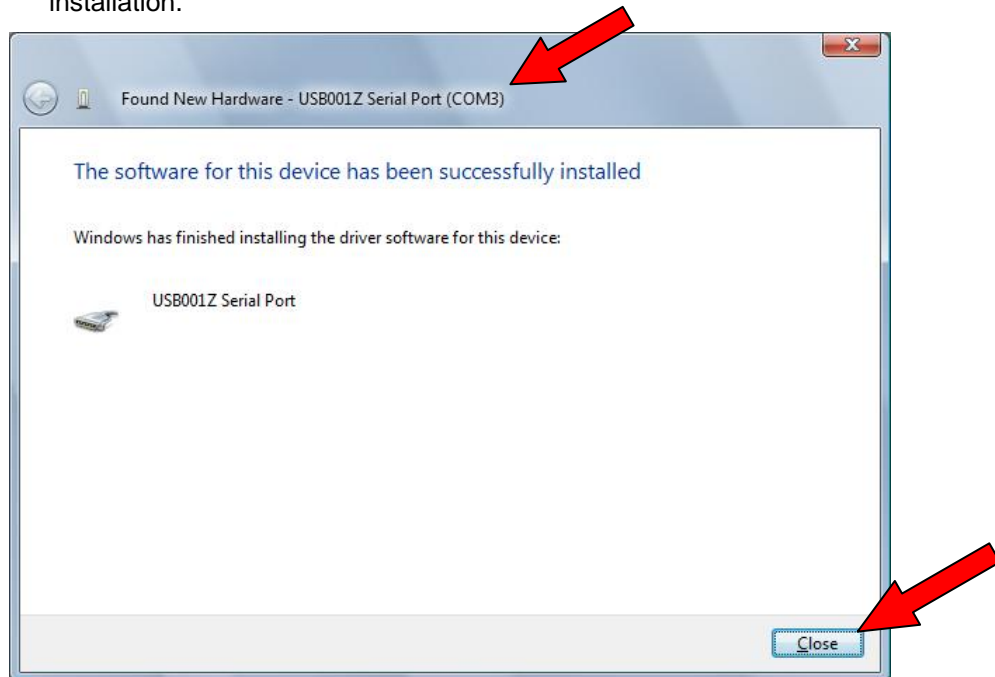 installation.
Found New Hardware - USB001Z Serial Port (COM3)
The software for this device has been successfully installed
Windows has finished installing the driver software for this device:
USB001Z Serial Port
Close